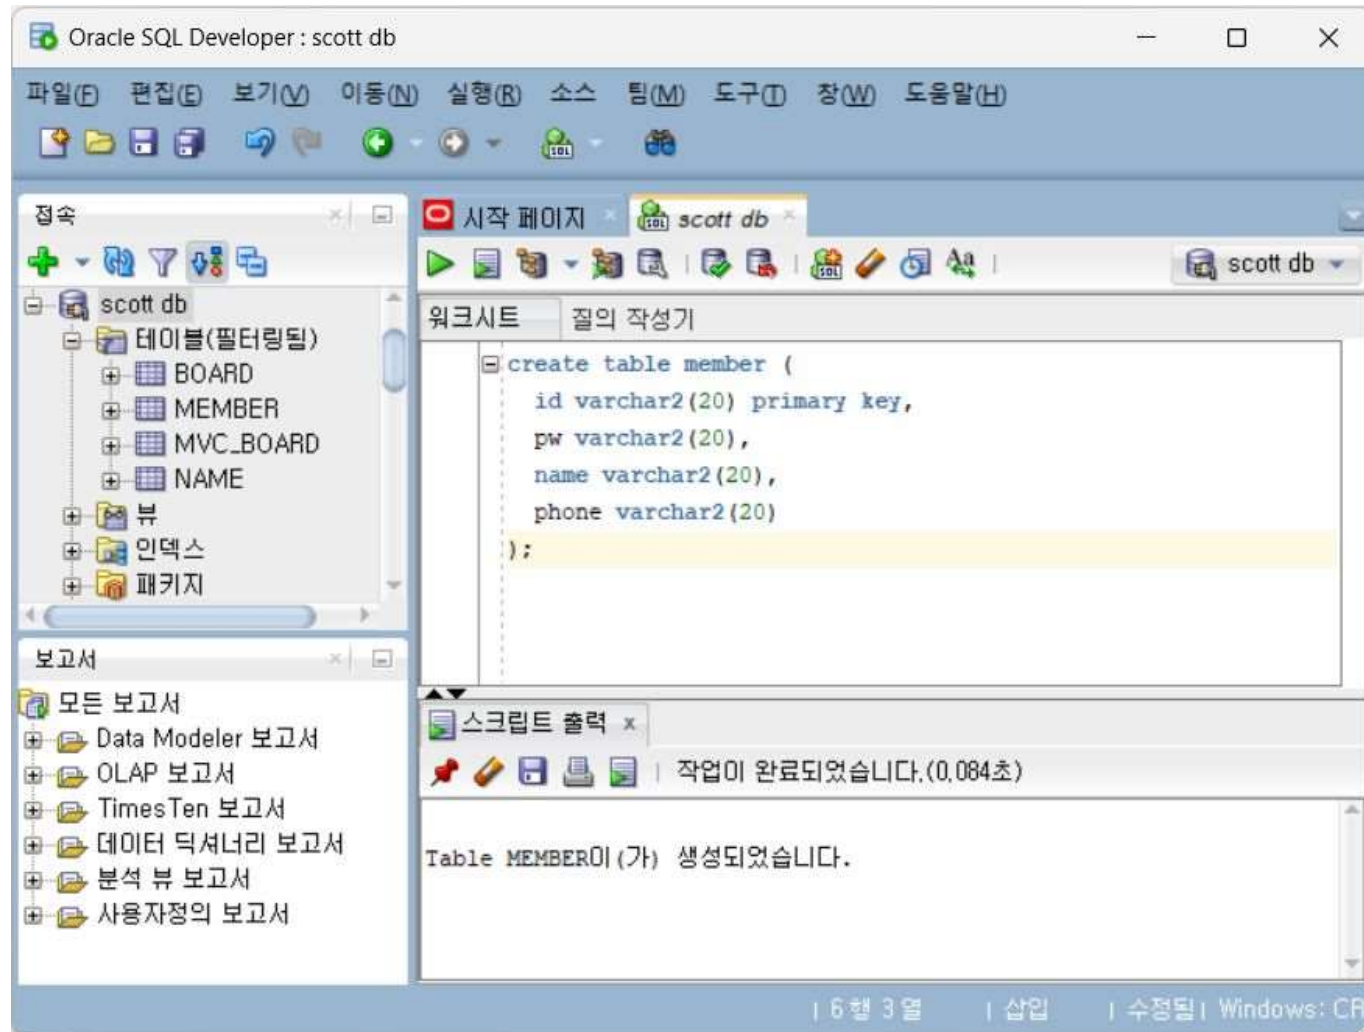 Oracle SQL Developer : scott db
파일(F) 편집(E) 보기(V) 이동(N) 실행(R) 소스 팀(M) 도구(T) 창(W) 도움말(H)
접속
시작 페이지
scott db
scott db
scott db
테이블(필터링됨)
BOARD
MEMBER
MVC_BOARD
NAME
뷰
인덱스
패키지
워크시트
질의 작성기
create table member (
id varchar2(20) primary key,
pw varchar2(20),
name varchar2(20),
phone varchar2(20)
);
보고서
모든 보고서
Data Modeler 보고서
OLAP 보고서
TimesTen 보고서
데이터 딕셔너리 보고서
분석 뷰 보고서
사용자정의 보고서
스크립트 출력
작업이 완료되었습니다.(0.084초)
Table MEMBER이(가) 생성되었습니다.
| 6행 3열 | 삽입 | 수정됨 | Windows: CR